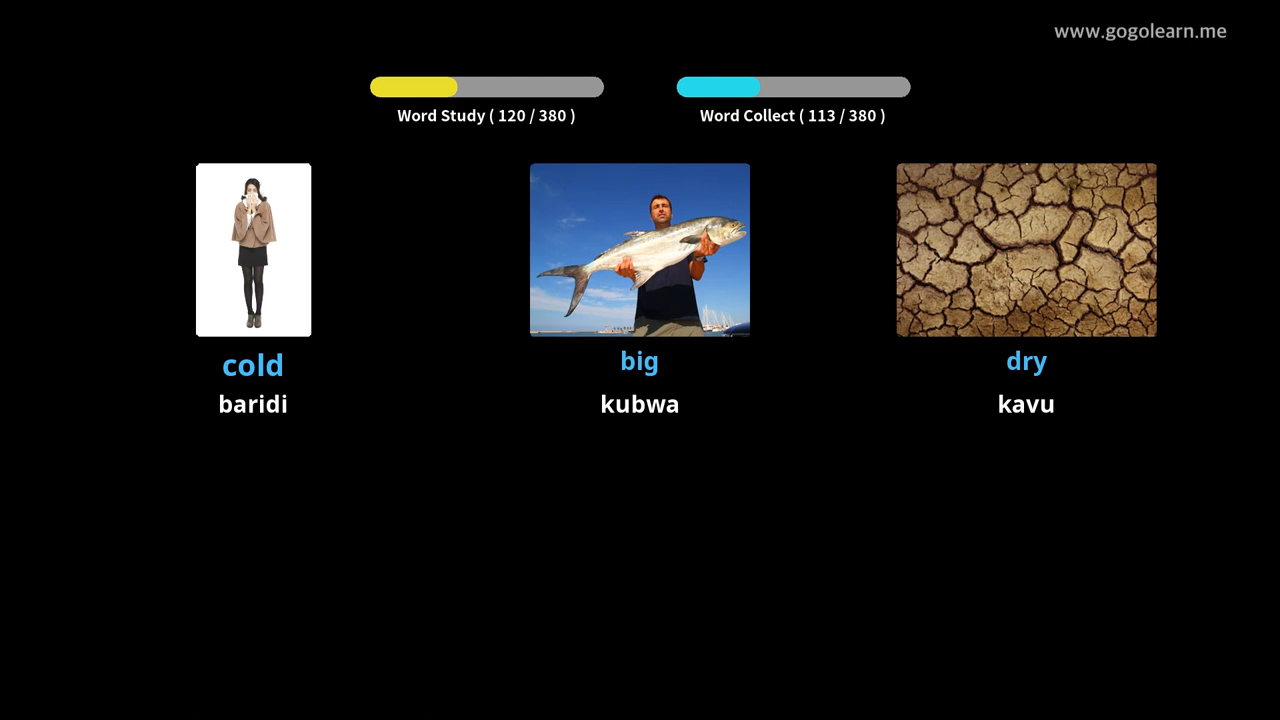 www.gogolearn.me
Word Study ( 120 / 380 )
Word Collect ( 113 / 380 )
cold
baridi
big
kubwa
dry
kavu